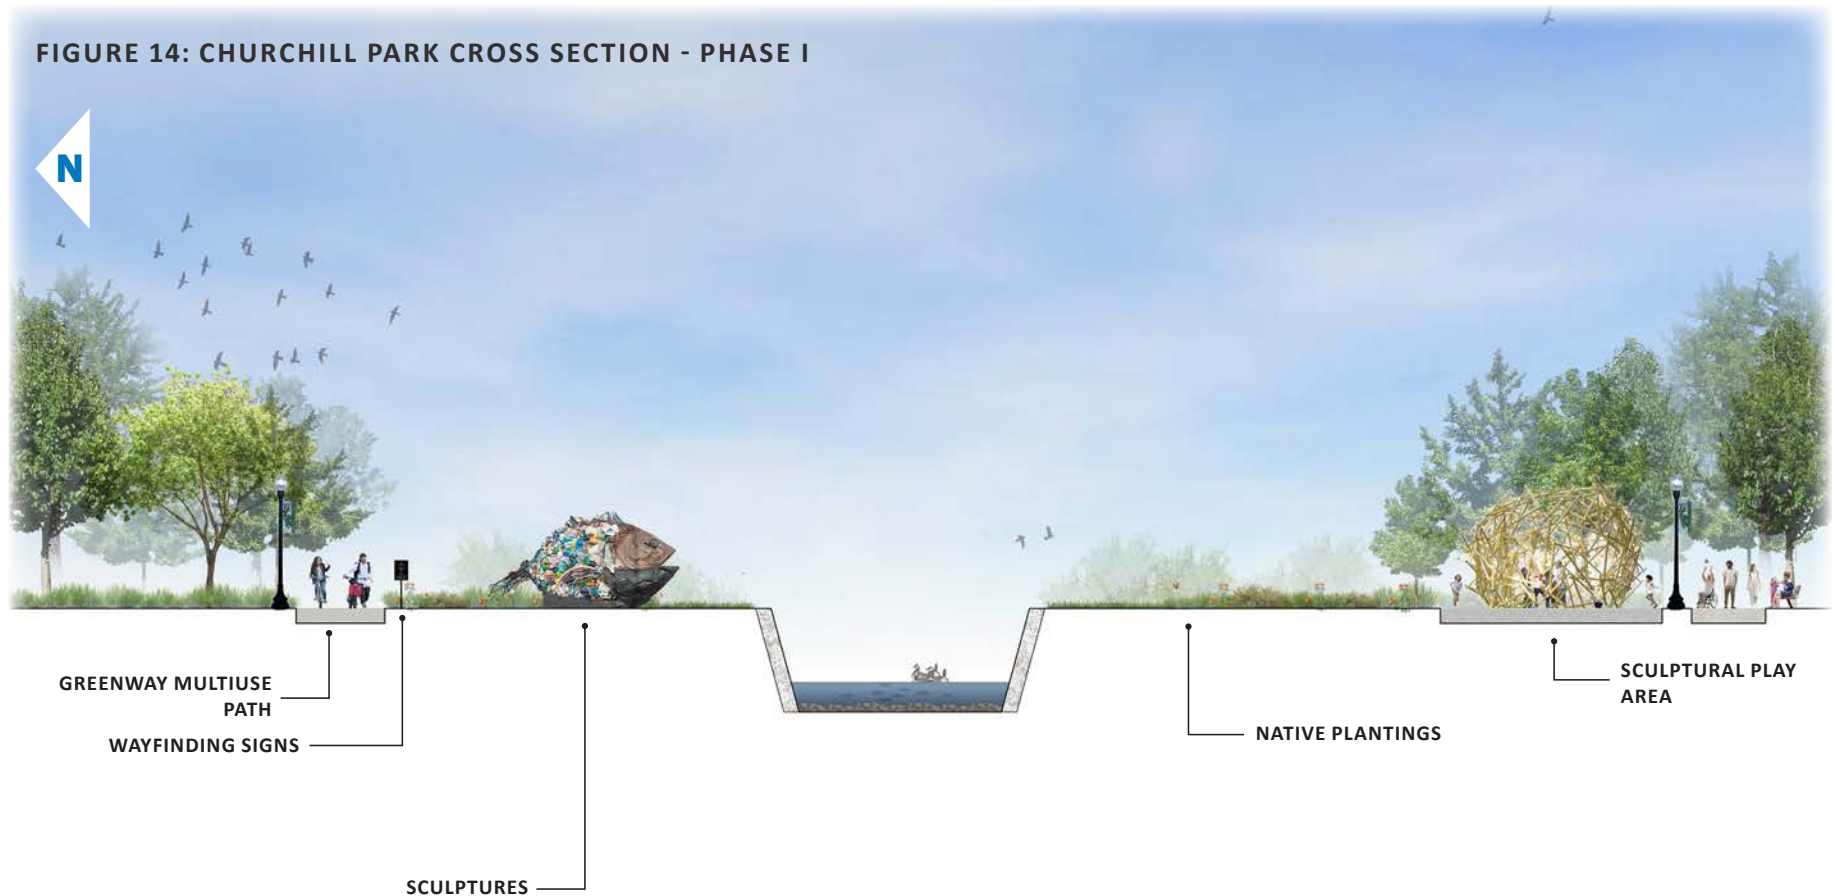 FIGURE 14: CHURCHILL PARK CROSS SECTION - PHASE I
N
GREENWAY MULTIUSE
PATH
WAYFINDING SIGNS
SCULPTURES
NATIVE PLANTINGS
SCULPTURAL PLAY
AREA